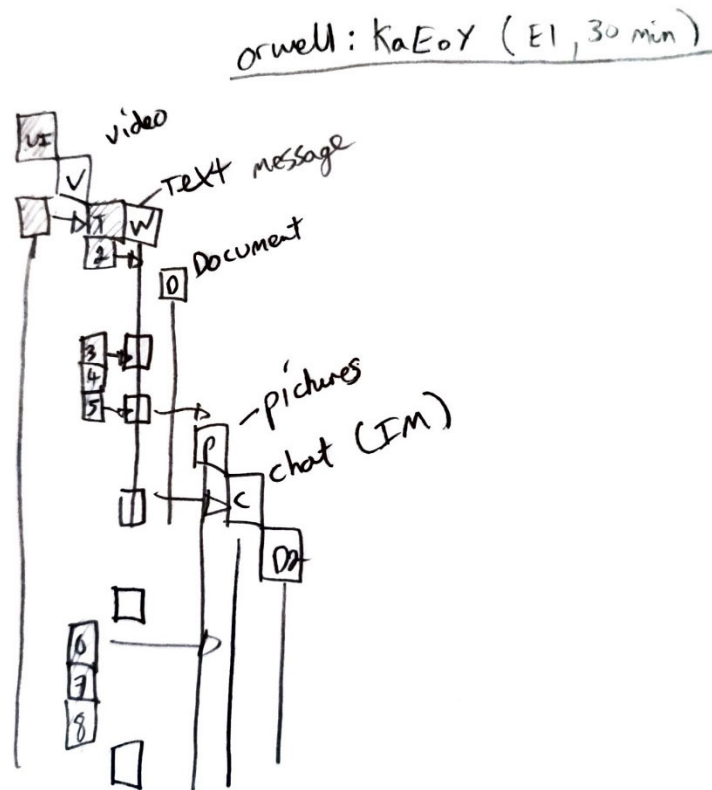 orwell: KaEoY (E1, 30 min)
UI
video
V
Text message
T W
2
Document
D
3
4
5
pictures
P
chat (IM)
C
D2
6
7
8